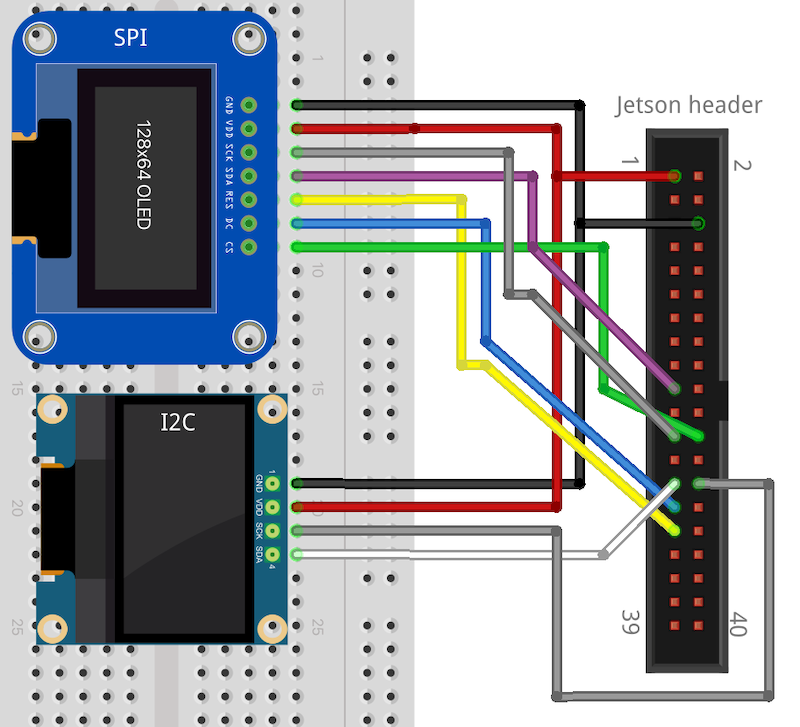 SPI
1
GND VDD SCK SDA RES DC CS
128x64 OLED
10
Jetson header
1
2
15
15
I2C
1
GND VDD SCK SDA
4
20
20
25
25
39
40